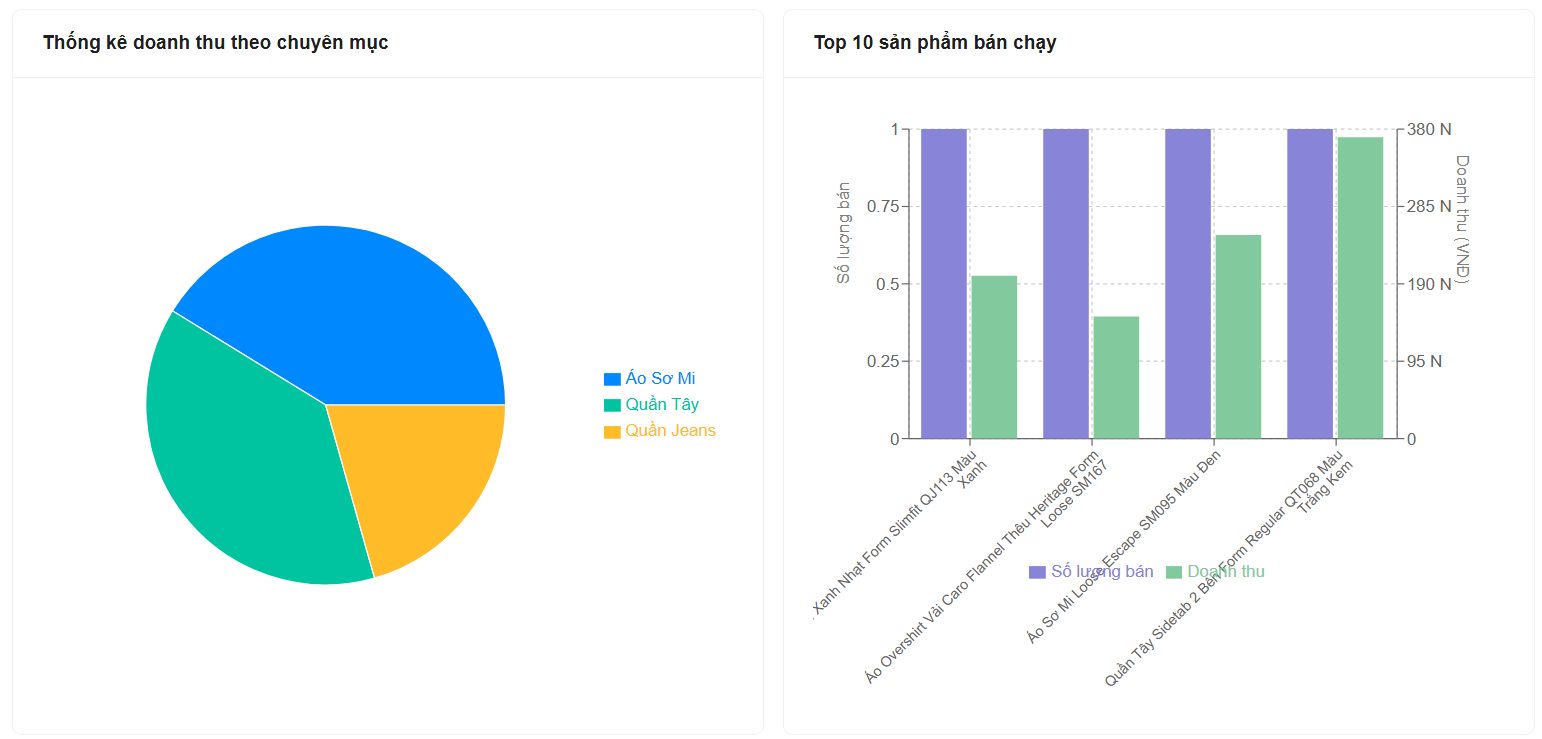 Thống kê doanh thu theo chuyên mục
Áo Sơ Mi
Quần Tây
Quần Jeans
Top 10 sản phẩm bán chạy
1
0.75
0.5
0.25
0
Số lượng bán
380 N
285 N
190 N
95 N
0
Doanh thu (VNĐ)
Xanh Nhạt Form Slimfit QJ113 Màu
Xanh
Áo Overshirt Vải Caro Flannel Thêu Heritage Form
Loose SM167
Áo Sơ Mi Loose Escape SM095 Màu Đen
Quần Tây Sidetab 2 Bên Form Regular QT068 Màu
Trắng Kem
Số lượng bán
Doanh thu